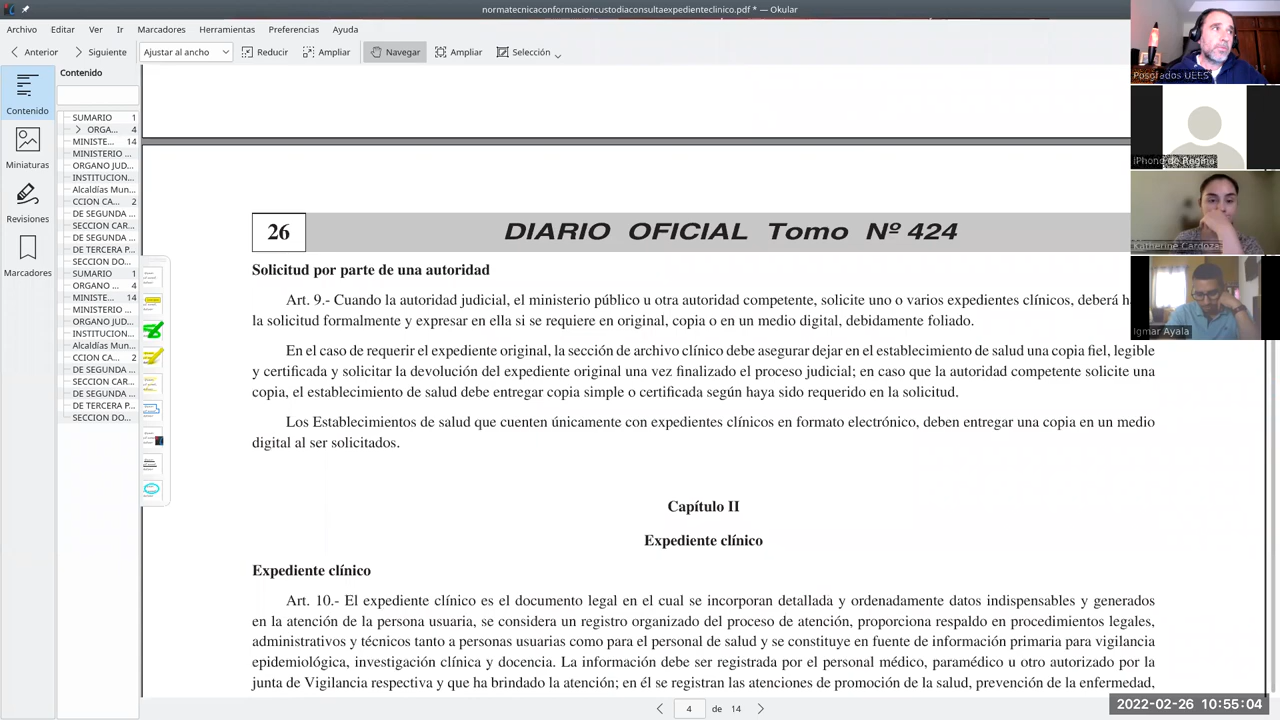 normatecnicaconformacioncustodiaconsultaexpedienteclinico.pdf * — Okular
Archivo Editar Ver Ir Marcadores Herramientas Preferencias Ayuda
Anterior Siguiente Ajustar al ancho Reducir Ampliar Navegar Ampliar Selección
Contenido
Contenido
Miniaturas
Revisiones
Marcadores
SUMARIO 1
ORGA... 4
MINISTE... 14
MINISTERIO ...
ORGANO JUD...
INSTITUCION...
Alcaldías Mun...
CCION CA... 2
DE SEGUNDA ...
SECCION CAR...
DE SEGUNDA ...
DE TERCERA P...
SECCION DO...
SUMARIO 1
ORGANO ... 4
MINISTE... 14
MINISTERIO ...
ORGANO JUD...
INSTITUCION...
Alcaldías Mun...
CCION CA... 2
DE SEGUNDA ...
SECCION CAR...
DE SEGUNDA ...
DE TERCERA P...
SECCION DO...
26 DIARIO OFICIAL Tomo Nº 424
Solicitud por parte de una autoridad
Art. 9.- Cuando la autoridad judicial, el ministerio público u otra autoridad competente, solicite uno o varios expedientes clínicos, deberá
la solicitud formalmente y expresar en ella si se requiere en original, copia o en un medio digital, debidamente foliado.
En el caso de requerir el expediente original, la sección de archivo clínico debe asegurar dejar en el establecimiento de salud una copia fiel, legible
y certificada y solicitar la devolución del expediente original una vez finalizado el proceso judicial; en caso que la autoridad competente solicite una
copia, el establecimiento de salud debe entregar copia simple o certificada según haya sido requerido en la solicitud.
Los Establecimientos de salud que cuenten únicamente con expedientes clínicos en formato electrónico, deben entregar una copia en un medio
digital al ser solicitados.
Capítulo II
Expediente clínico
Expediente clínico
Art. 10.- El expediente clínico es el documento legal en el cual se incorporan detallada y ordenadamente datos indispensables y generados
en la atención de la persona usuaria, se considera un registro organizado del proceso de atención, proporciona respaldo en procedimientos legales,
administrativos y técnicos tanto a personas usuarias como para el personal de salud y se constituye en fuente de información primaria para vigilancia
epidemiológica, investigación clínica y docencia. La información debe ser registrada por el personal médico, paramédico u otro autorizado por la
junta de Vigilancia respectiva y que ha brindado la atención; en él se registran las atenciones de promoción de la salud, prevención de la enfermedad,
4 de 14
Posgrados UEES
iPhone de Regina
Katherine Cardoza
Igmar Ayala
2022-02-26 10:55:04